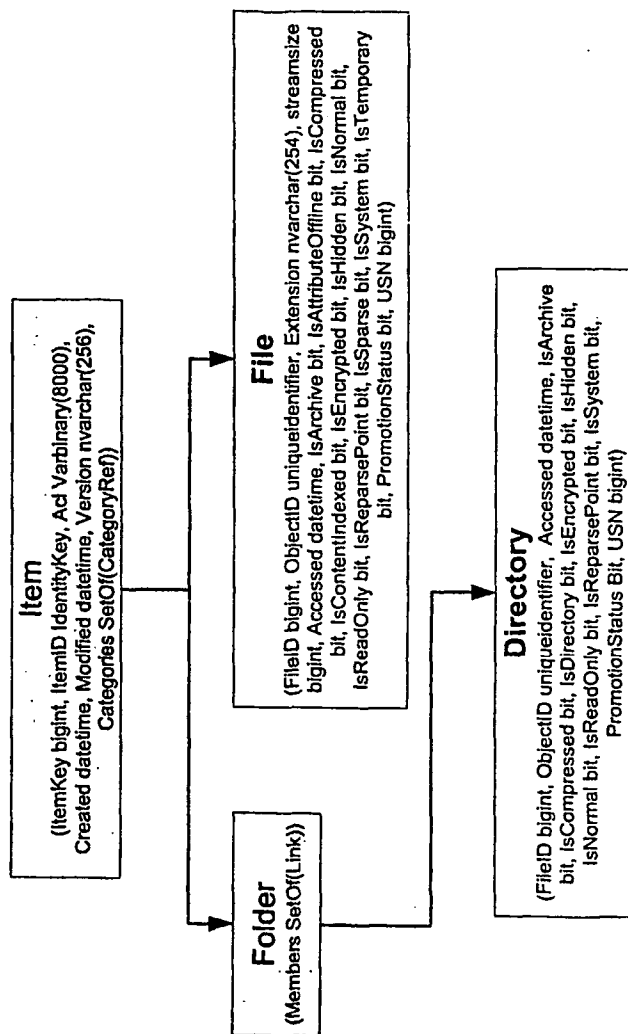 Item
(ItemKey bigint, ItemID IdentityKey, Acl Varbinary(8000),
Created datetime, Modified datetime, Version nvarchar(256),
Categories SetOf(CategoryRef))
Folder
(Members SetOf(Link))
File
(FileID bigint, ObjectID uniqueidentifier, Extension nvarchar(254), streamsize
bigint, Accessed datetime, IsArchive bit, IsAttributeOffline bit, IsCompressed
bit, IsContentIndexed bit, IsEncrypted bit, IsHidden bit, IsNormal bit,
IsReadOnly bit, IsReparsePoint bit, IsSparse bit, IsSystem bit, IsTemporary
bit, PromotionStatus bit, USN bigint)
Directory
(FileID bigint, ObjectID uniqueidentifier, Accessed datetime, IsArchive
bit, IsCompressed bit, IsDirectory bit, IsEncrypted bit, IsHidden bit,
IsNormal bit, IsReadOnly bit, IsReparsePoint bit, IsSystem bit,
PromotionStatus Bit, USN bigint)